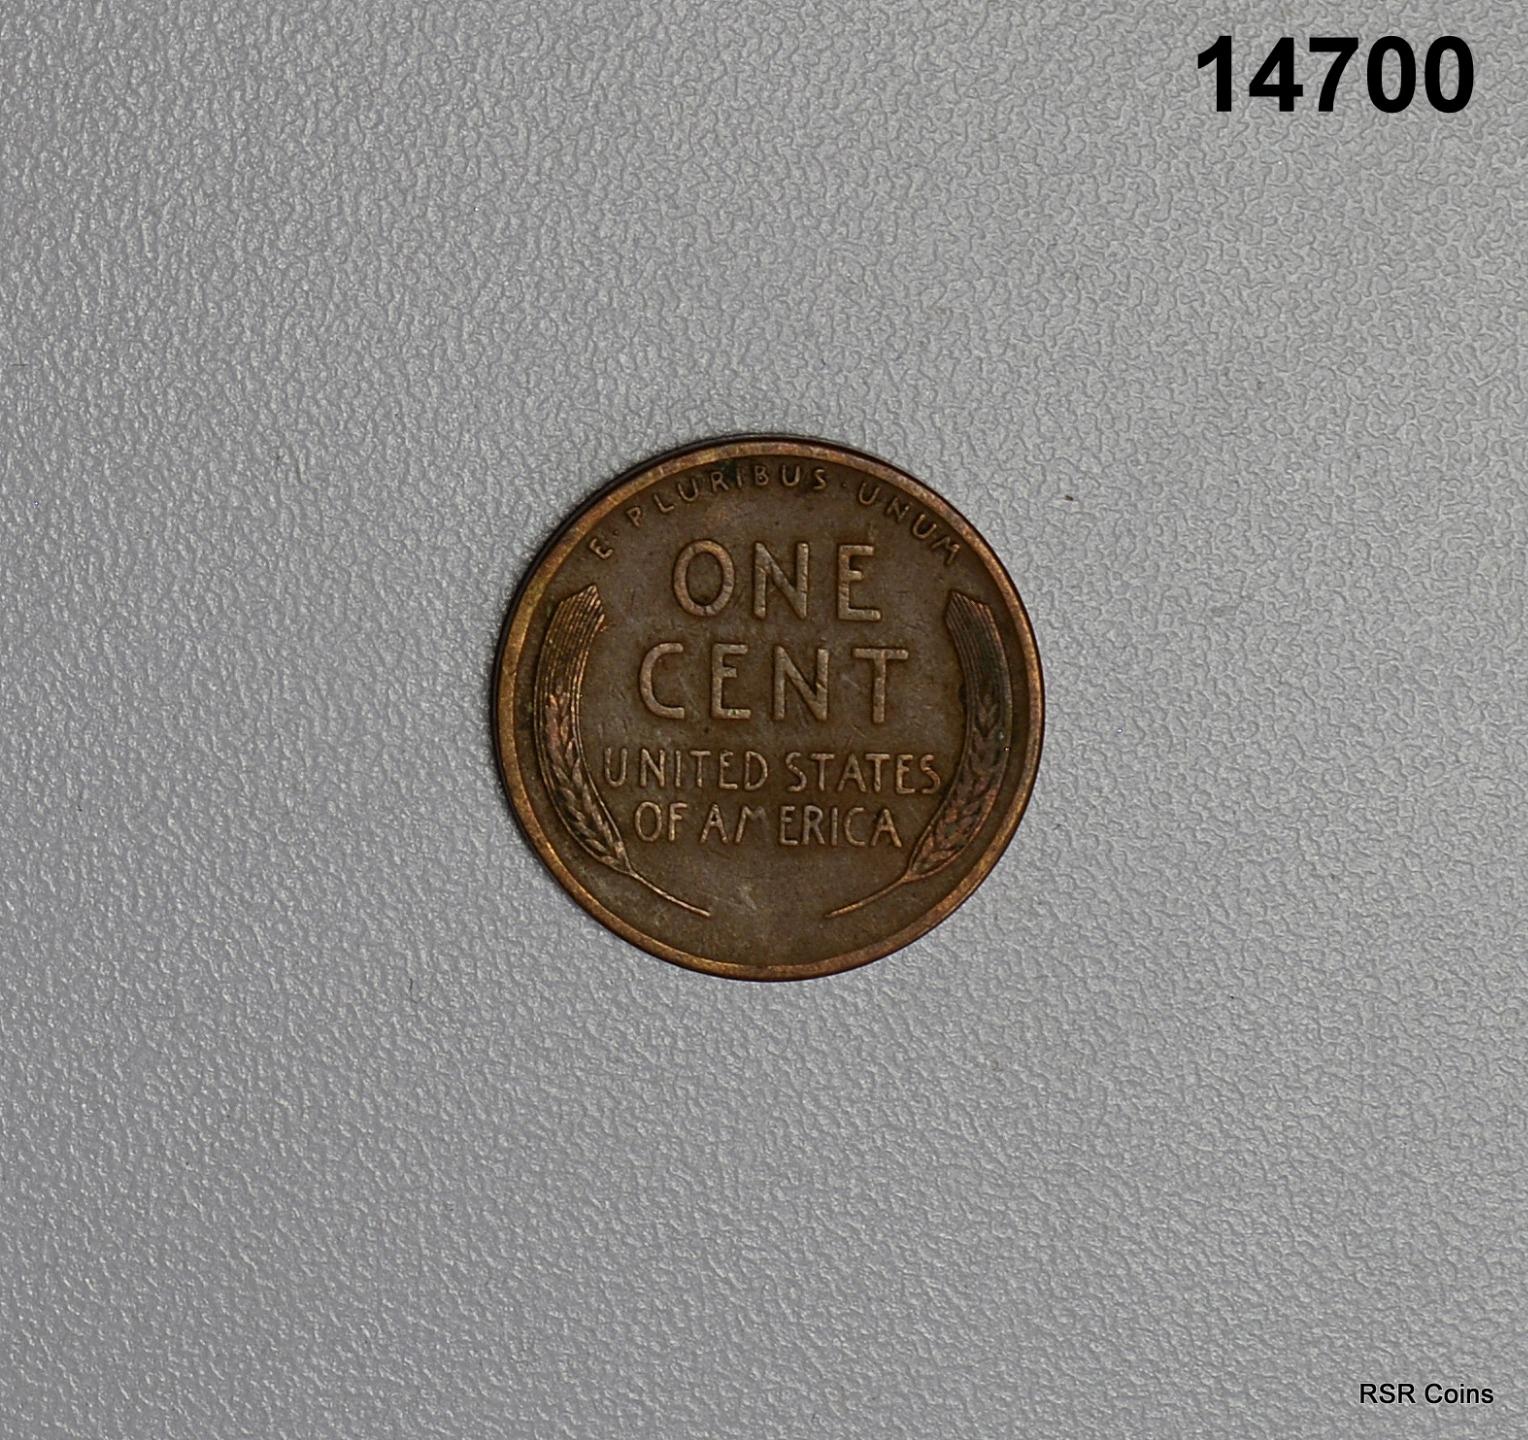 14700
E·PLURIBUS·UNUM
ONE
CENT
UNITED STATES
OF AMERICA
RSR Coins